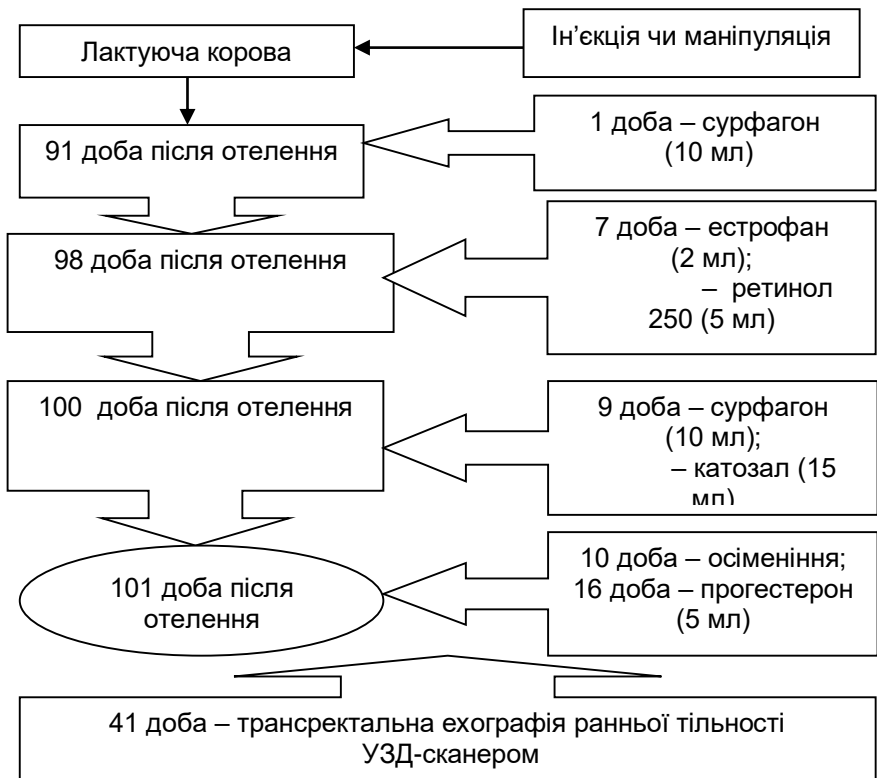 Лактуюча корова
Ін’єкція чи маніпуляція
91 доба після отелення
1 доба – сурфагон
(10 мл)
98 доба після отелення
7 доба – естрофан
(2 мл);
– ретинол
250 (5 мл)
100 доба після отелення
9 доба – сурфагон
(10 мл);
– катозал (15
мл)
101 доба після
отелення
10 доба – осіменіння;
16 доба – прогестерон
(5 мл)
41 доба – трансректальна ехографія ранньої тільності
УЗД-сканером